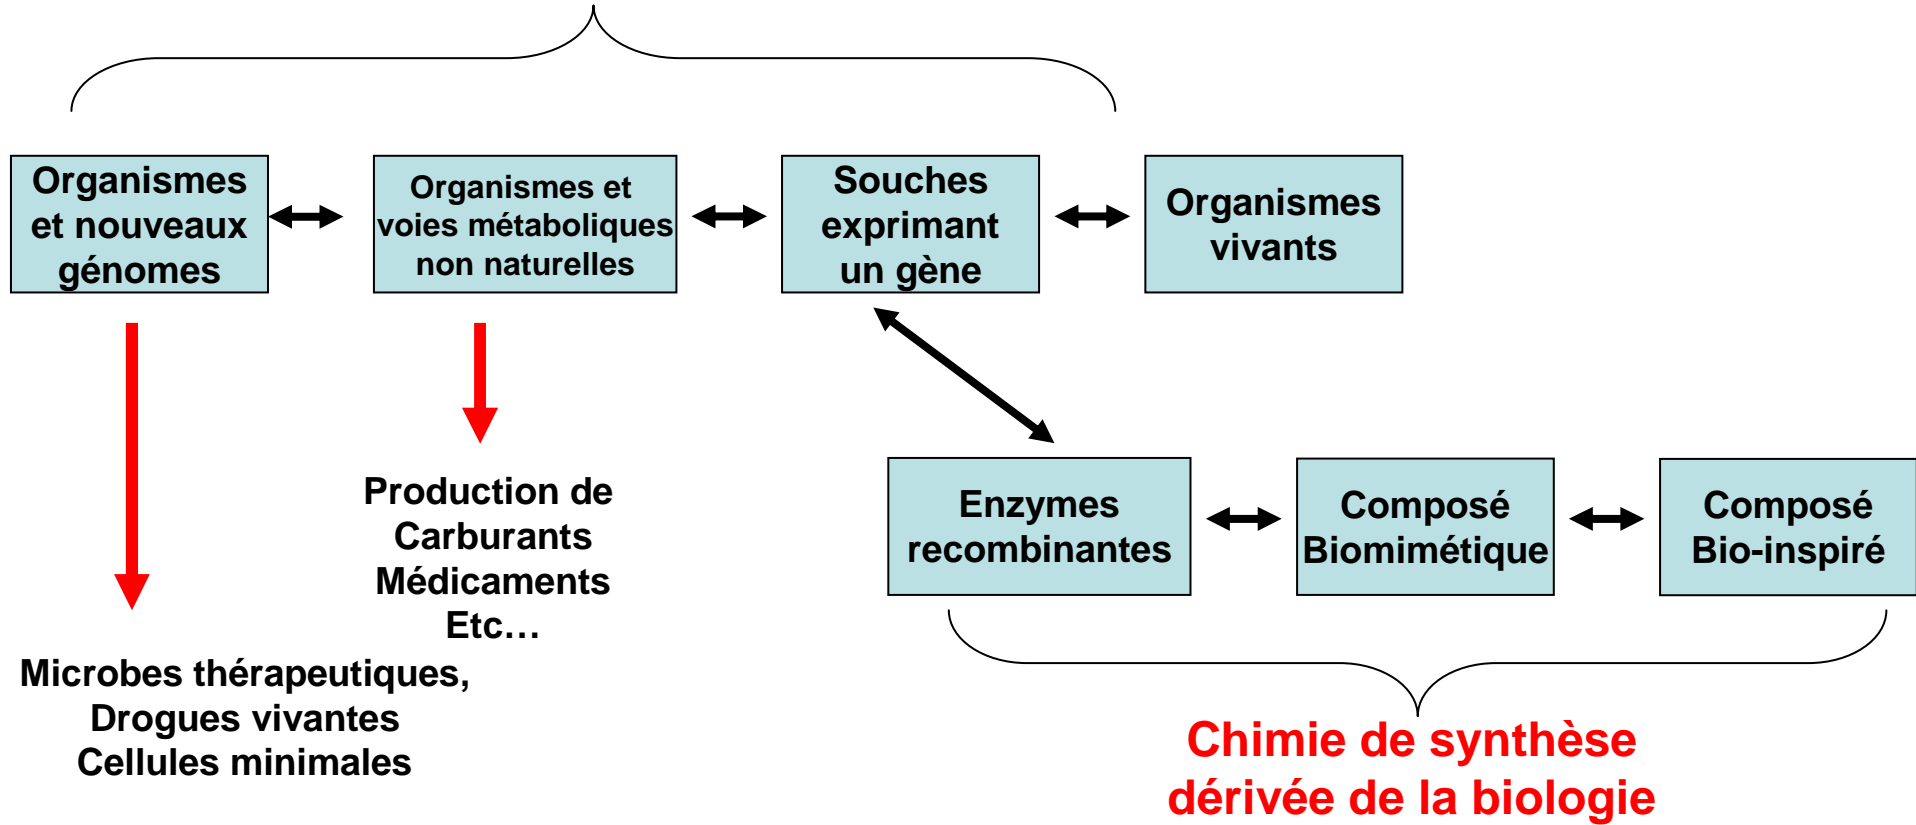 Organismes
et nouveaux
génomes
Organismes et
voies métaboliques
non naturelles
Souches
exprimant
un gène
Organismes
vivants
Production de
Carburants
Médicaments
Etc…
Microbes thérapeutiques,
Drogues vivantes
Cellules minimales
Enzymes
recombinantes
Composé
Biomimétique
Composé
Bio-inspiré
Chimie de synthèse
dérivée de la biologie